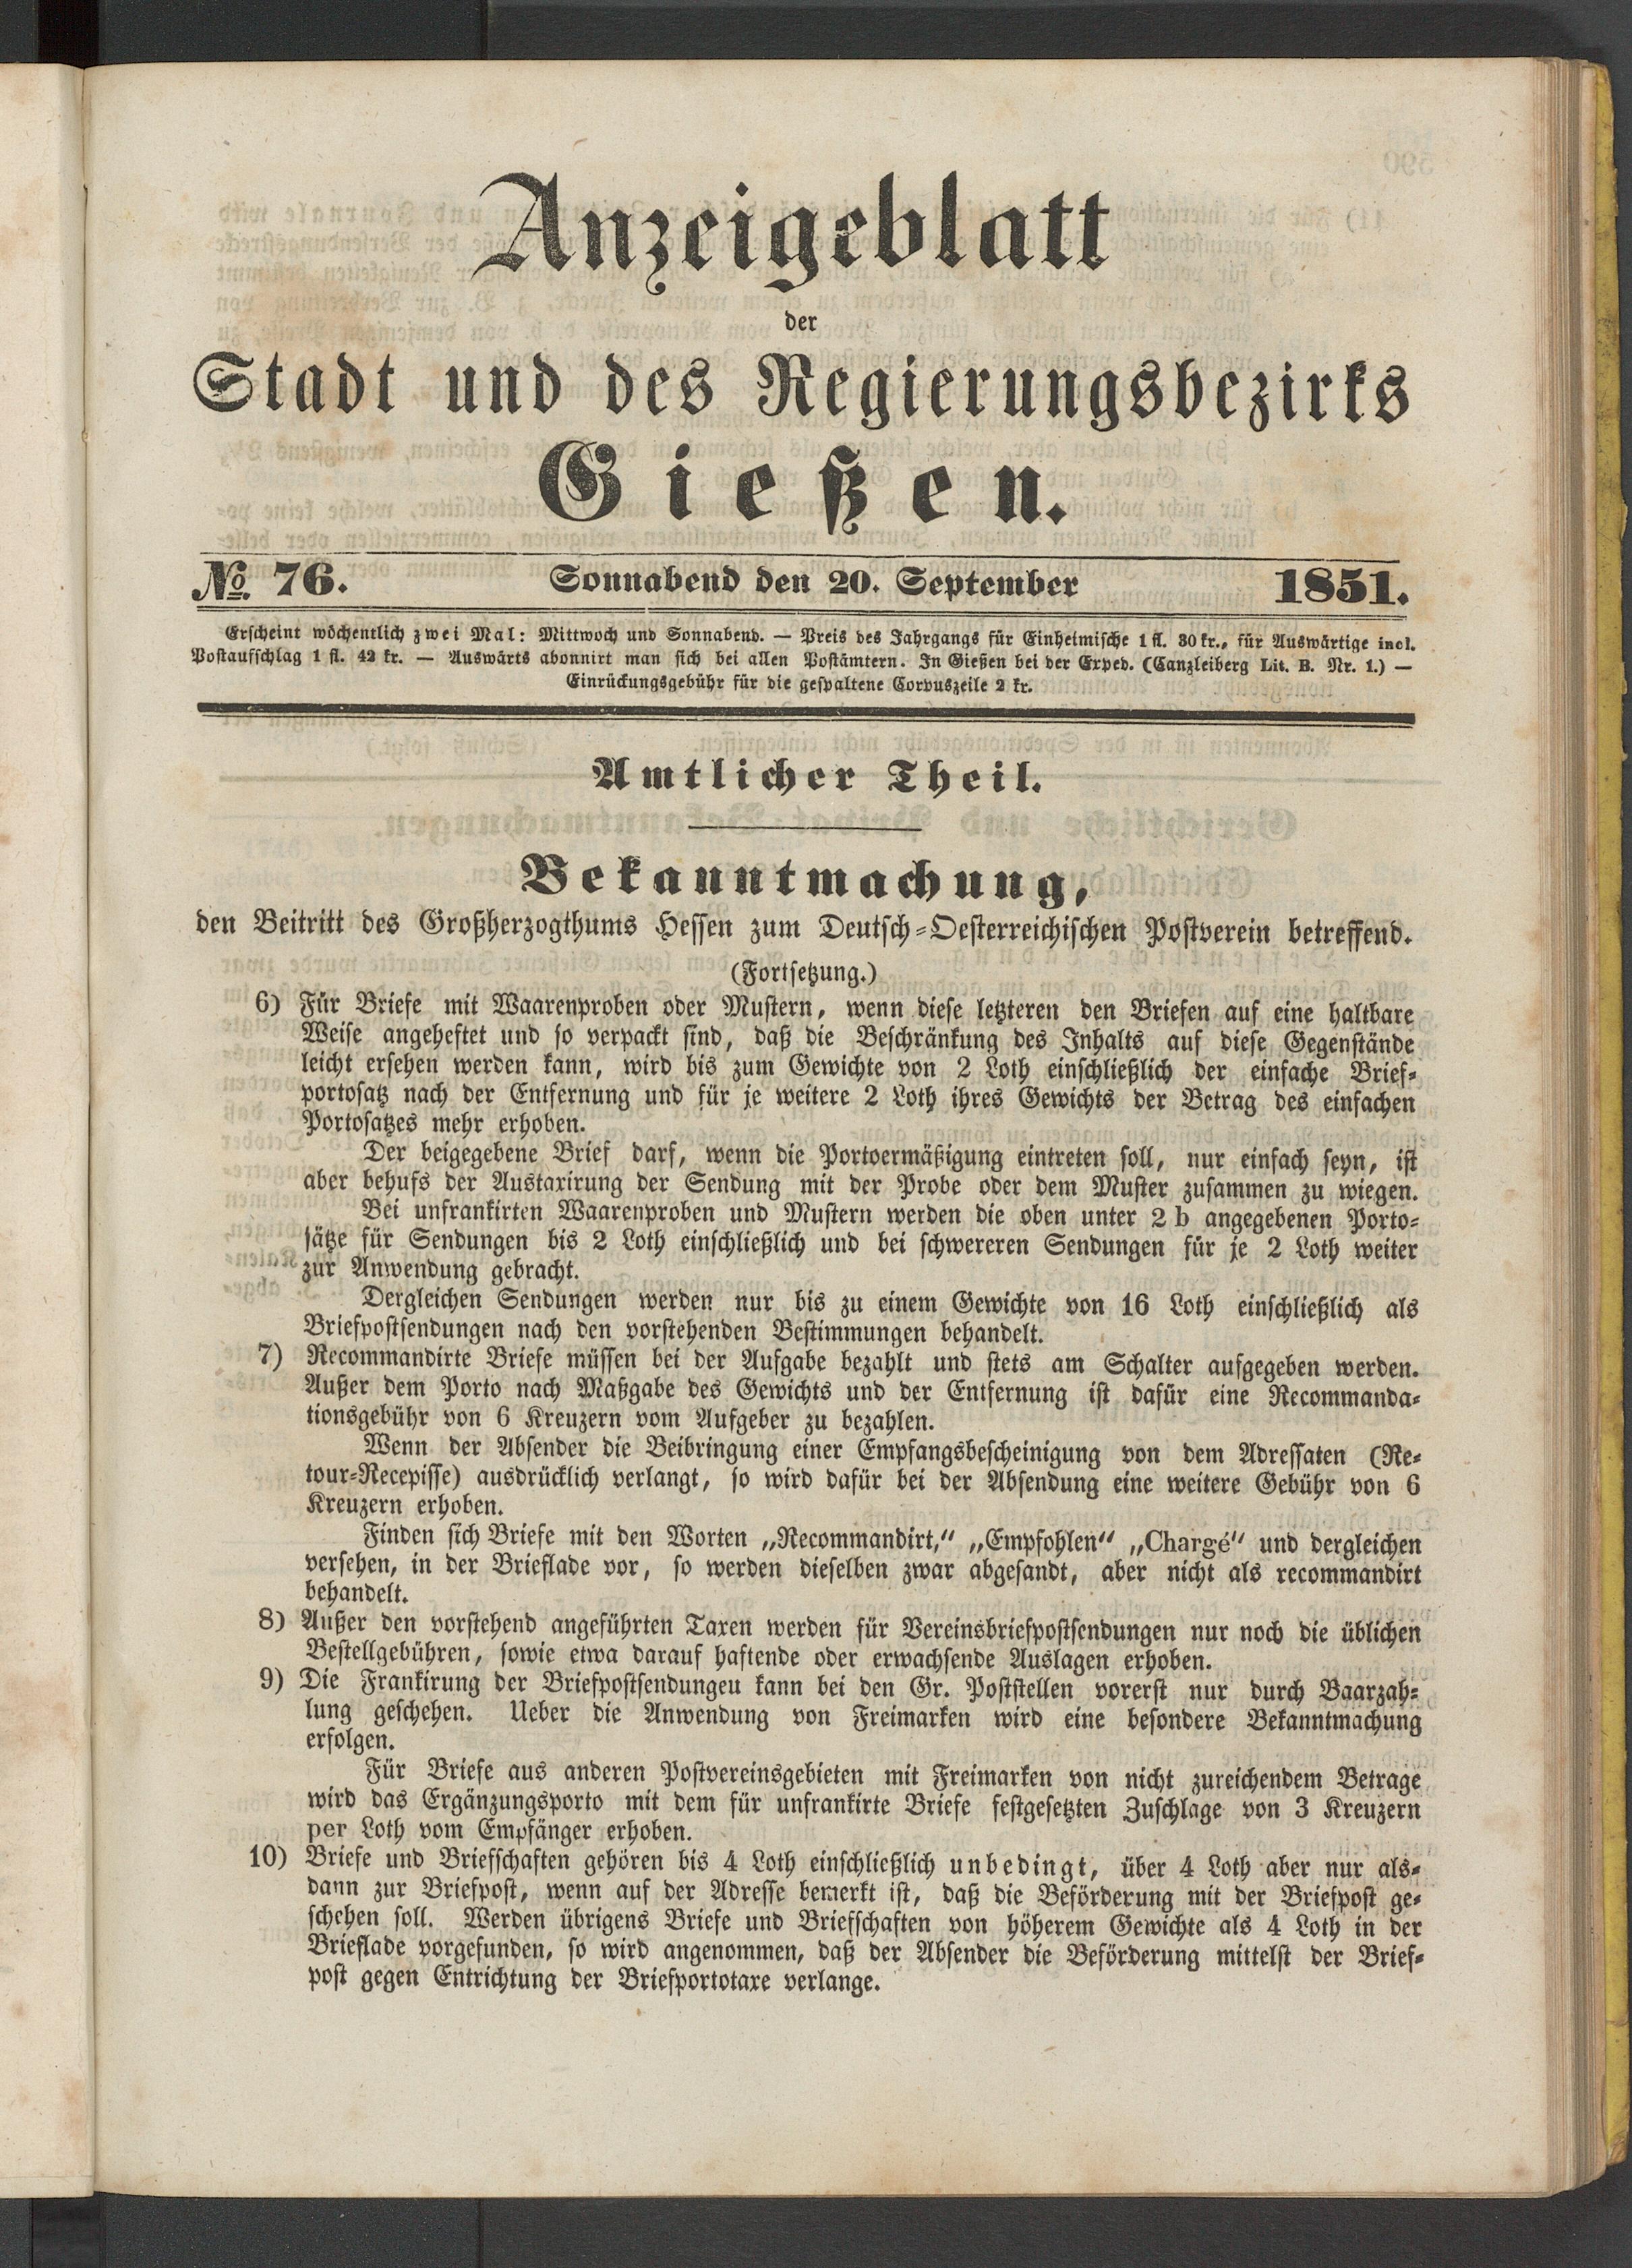 Anzeigeblatt
der
Stadt und des Regierungsbezirks
Gießen.
No. 76. Sonnabend den 20. September 1851.
Erscheint wöchentlich zwei Mal: Mittwoch und Sonnabend. — Preis des Jahrgangs für Einheimische 1 fl. 30 kr., für Auswärtige incl.
Postaufschlag 1 fl. 42 kr. — Auswärts abonnirt man sich bei allen Postämtern. In Gießen bei der Exped. (Canzleiberg Lit. B. Nr. 1.) —
Einrückungsgebühr für die gespaltene Corpuszeile 2 kr.
Amtlicher Theil.
Bekanntmachung,
den Beitritt des Großherzogthums Hessen zum Deutsch-Oesterreichischen Postverein betreffend.
(Fortsetzung.)
6) Für Briefe mit Waarenproben oder Mustern, wenn diese letzteren den Briefen auf eine haltbare
Weise angeheftet und so verpackt sind, daß die Beschränkung des Inhalts auf diese Gegenstände
leicht ersehen werden kann, wird bis zum Gewichte von 2 Loth einschließlich der einfache Brief-
portosatz nach der Entfernung und für je weitere 2 Loth ihres Gewichts der Betrag des einfachen
Portosatzes mehr erhoben.
Der beigegebene Brief darf, wenn die Portoermäßigung eintreten soll, nur einfach seyn, ist
aber behufs der Austaxirung der Sendung mit der Probe oder dem Muster zusammen zu wiegen.
Bei unfrankirten Waarenproben und Mustern werden die oben unter 2 b angegebenen Porto-
sätze für Sendungen bis 2 Loth einschließlich und bei schwereren Sendungen für je 2 Loth weiter
zur Anwendung gebracht.
Dergleichen Sendungen werden nur bis zu einem Gewichte von 16 Loth einschließlich als
Briefpostsendungen nach den vorstehenden Bestimmungen behandelt.
7) Recommandirte Briefe müssen bei der Aufgabe bezahlt und stets am Schalter aufgegeben werden.
Außer dem Porto nach Maßgabe des Gewichts und der Entfernung ist dafür eine Recommanda-
tionsgebühr von 6 Kreuzern vom Aufgeber zu bezahlen.
Wenn der Absender die Beibringung einer Empfangsbescheinigung von dem Adressaten (Re-
tour-Recepisse) ausdrücklich verlangt, so wird dafür bei der Absendung eine weitere Gebühr von 6
Kreuzern erhoben.
Finden sich Briefe mit den Worten „Recommandirt,“ „Empfohlen“ „Chargé“ und dergleichen
versehen, in der Brieflade vor, so werden dieselben zwar abgesandt, aber nicht als recommandirt
behandelt.
8) Außer den vorstehend angeführten Taxen werden für Vereinsbriefpostsendungen nur noch die üblichen
Bestellgebühren, sowie etwa darauf haftende oder erwachsende Auslagen erhoben.
9) Die Frankirung der Briefpostsendungeu kann bei den Gr. Poststellen vorerst nur durch Baarzah-
lung geschehen. Ueber die Anwendung von Freimarken wird eine besondere Bekanntmachung
erfolgen.
Für Briefe aus anderen Postvereinsgebieten mit Freimarken von nicht zureichendem Betrage
wird das Ergänzungsporto mit dem für unfrankirte Briefe festgesetzten Zuschlage von 3 Kreuzern
per Loth vom Empfänger erhoben.
10) Briefe und Briefschaften gehören bis 4 Loth einschließlich unbedingt, über 4 Loth aber nur als-
dann zur Briefpost, wenn auf der Adresse bemerkt ist, daß die Beförderung mit der Briefpost ge-
schehen soll. Werden übrigens Briefe und Briefschaften von höherem Gewichte als 4 Loth in der
Brieflade vorgefunden, so wird angenommen, daß der Absender die Beförderung mittelst der Brief-
post gegen Entrichtung der Briefportotaxe verlange.